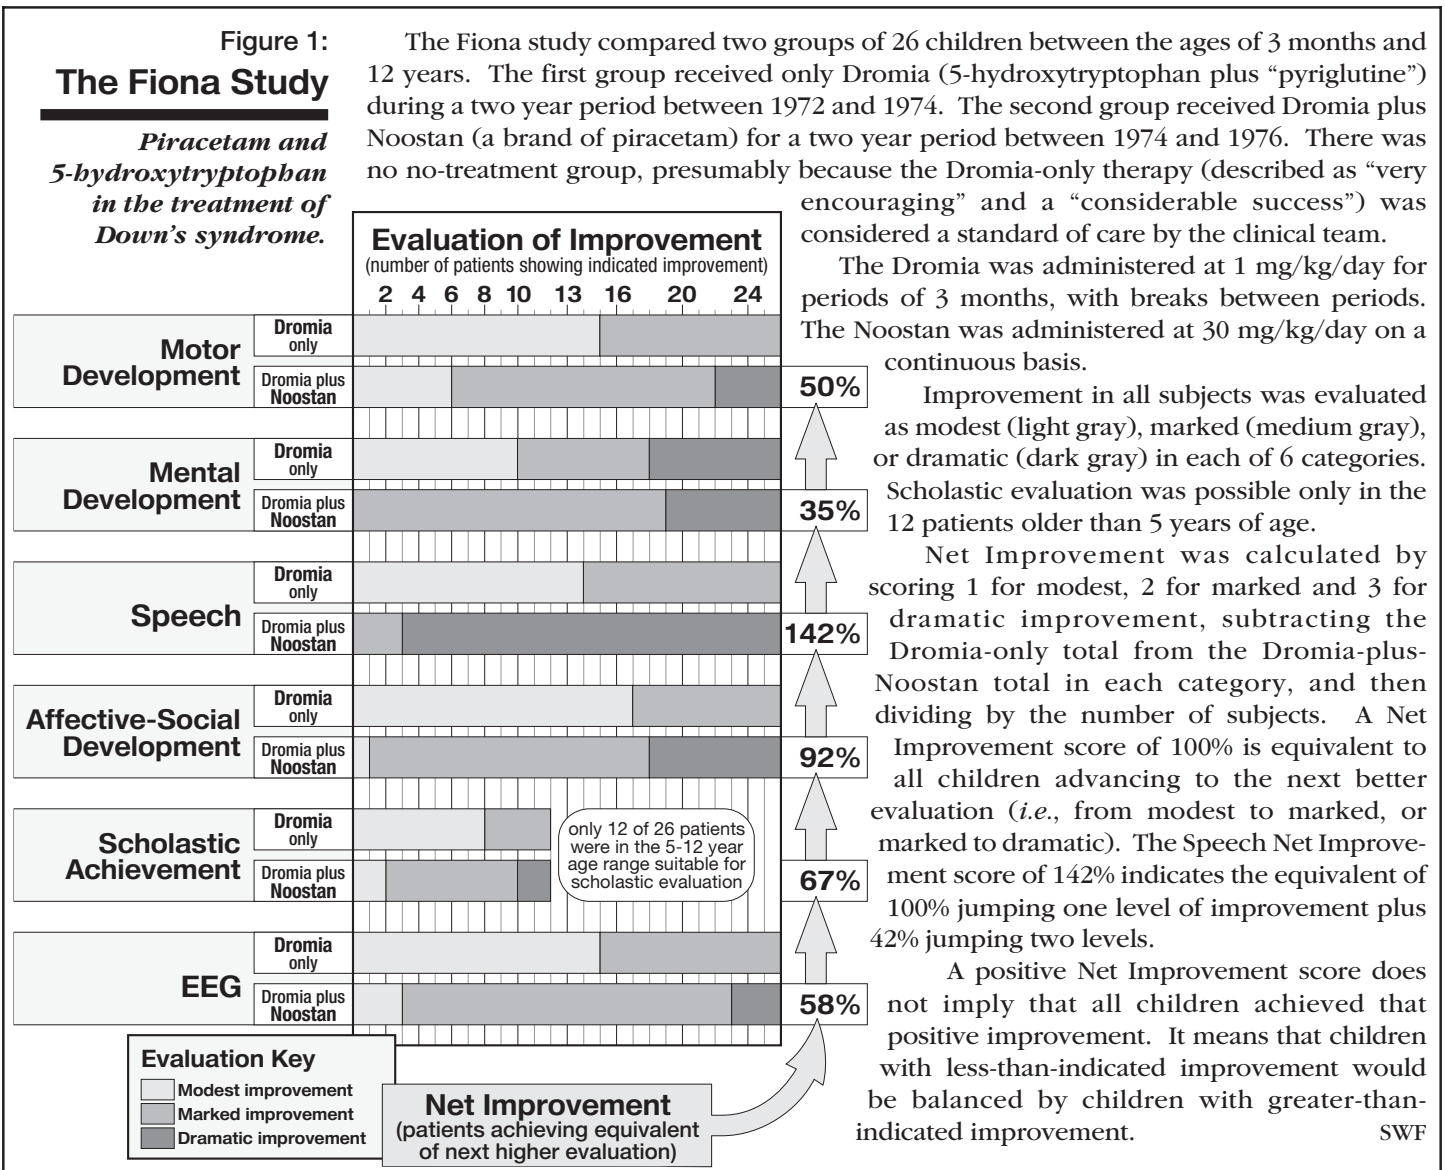 Figure 1:
The Fiona Study
Piracetam and
5-hydroxytryptophan
in the treatment of
Down's syndrome.
The Fiona study compared two groups of 26 children between the ages of 3 months and
12 years. The first group received only Dromia (5-hydroxytryptophan plus “pyriglutine”)
during a two year period between 1972 and 1974. The second group received Dromia plus
Noostan (a brand of piracetam) for a two year period between 1974 and 1976. There was
no no-treatment group, presumably because the Dromia-only therapy (described as “very
encouraging” and a “considerable success”) was
considered a standard of care by the clinical team.
The Dromia was administered at 1 mg/kg/day for
periods of 3 months, with breaks between periods.
The Noostan was administered at 30 mg/kg/day on a
continuous basis.
Improvement in all subjects was evaluated
as modest (light gray), marked (medium gray),
or dramatic (dark gray) in each of 6 categories.
Scholastic evaluation was possible only in the
12 patients older than 5 years of age.
Net Improvement was calculated by
scoring 1 for modest, 2 for marked and 3 for
dramatic improvement, subtracting the
Dromia-only total from the Dromia-plus-
Noostan total in each category, and then
dividing by the number of subjects. A Net
Improvement score of 100% is equivalent to
all children advancing to the next better
evaluation (i.e., from modest to marked, or
marked to dramatic). The Speech Net Improve-
ment score of 142% indicates the equivalent of
100% jumping one level of improvement plus
42% jumping two levels.
A positive Net Improvement score does
not imply that all children achieved that
positive improvement. It means that children
with less-than-indicated improvement would
be balanced by children with greater-than-
indicated improvement. SWF
Evaluation of Improvement
(number of patients showing indicated improvement)
2 4 6 8 10 13 16 20 24
Motor
Development
Dromia
only
Dromia plus
Noostan
50%
Mental
Development
Dromia
only
Dromia plus
Noostan
35%
Speech
Dromia
only
Dromia plus
Noostan
142%
Affective-Social
Development
Dromia
only
Dromia plus
Noostan
92%
Scholastic
Achievement
Dromia
only
Dromia plus
Noostan
only 12 of 26 patients
were in the 5-12 year
age range suitable for
scholastic evaluation
67%
EEG
Dromia
only
Dromia plus
Noostan
58%
Evaluation Key
Modest improvement
Marked improvement
Dramatic improvement
Net Improvement
(patients achieving equivalent
of next higher evaluation)